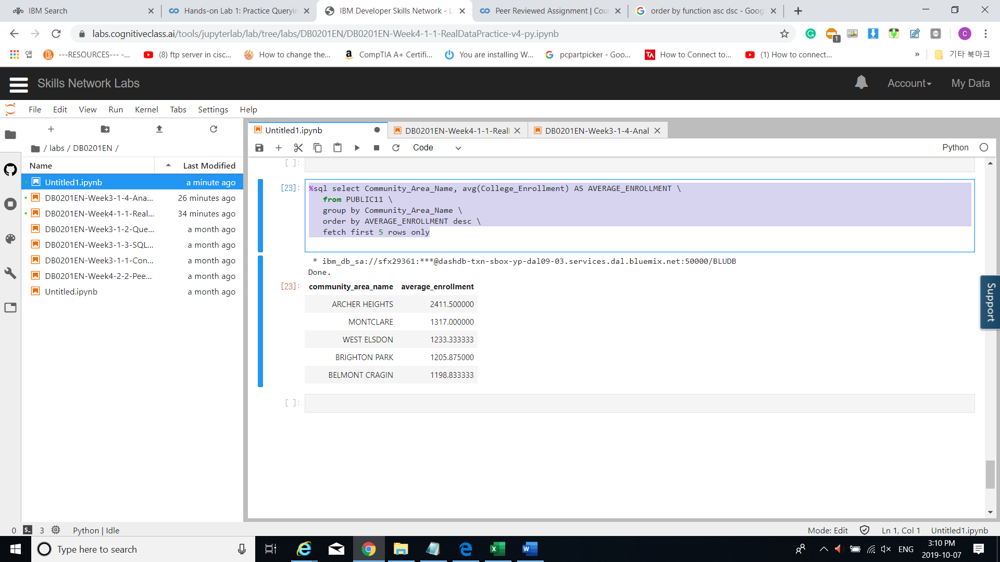 IBM Search
Hands-on Lab 1: Practice Queryin
IBM Developer Skills Network - L
Peer Reviewed Assignment | Cou
order by function asc dsc - Goog
labs.cognitiveclass.ai/tools/jupyterlab/lab/tree/labs/DB0201EN/DB0201EN-Week4-1-1-RealDataPractice-v4-py.ipynb
1
C
앱
---RESOURCES--- -...
(8) ftp server in cisc...
How to change the...
CompTIA A+ Certifi...
You are installing W...
pcpartpicker - Goo...
How to Connect to...
(1) How to connect...
»
기타 북마크
Skills Network Labs
Account
My Data
File Edit View Run Kernel Tabs Settings Help
/ labs / DB0201EN /
Name Last Modified
Untitled1.ipynb a minute ago
DB0201EN-Week3-1-4-Ana... 26 minutes ago
DB0201EN-Week4-1-1-Real... 34 minutes ago
DB0201EN-Week3-1-2-Que... a month ago
DB0201EN-Week3-1-3-SQL... a month ago
DB0201EN-Week3-1-1-Con... a month ago
DB0201EN-Week4-2-2-Pee... a month ago
Untitled.ipynb a month ago
Untitled1.ipynb
DB0201EN-Week4-1-1-Real
DB0201EN-Week3-1-4-Anal
Code
Python
[ ]:
[23]: %sql select Community_Area_Name, avg(College_Enrollment) AS AVERAGE_ENROLLMENT \
from PUBLIC11 \
group by Community_Area_Name \
order by AVERAGE_ENROLLMENT desc \
fetch first 5 rows only
* ibm_db_sa://sfx29361:***@dashdb-txn-sbox-yp-dal09-03.services.dal.bluemix.net:50000/BLUDB
Done.
[23]: community_area_name average_enrollment
ARCHER HEIGHTS 2411.500000
MONTCLARE 1317.000000
WEST ELSDON 1233.333333
BRIGHTON PARK 1205.875000
BELMONT CRAGIN 1198.833333
[ ]:
Support
0 3 Python | Idle
Mode: Edit Ln 1, Col 1 Untitled1.ipynb
Type here to search
ENG
3:10 PM
2019-10-07